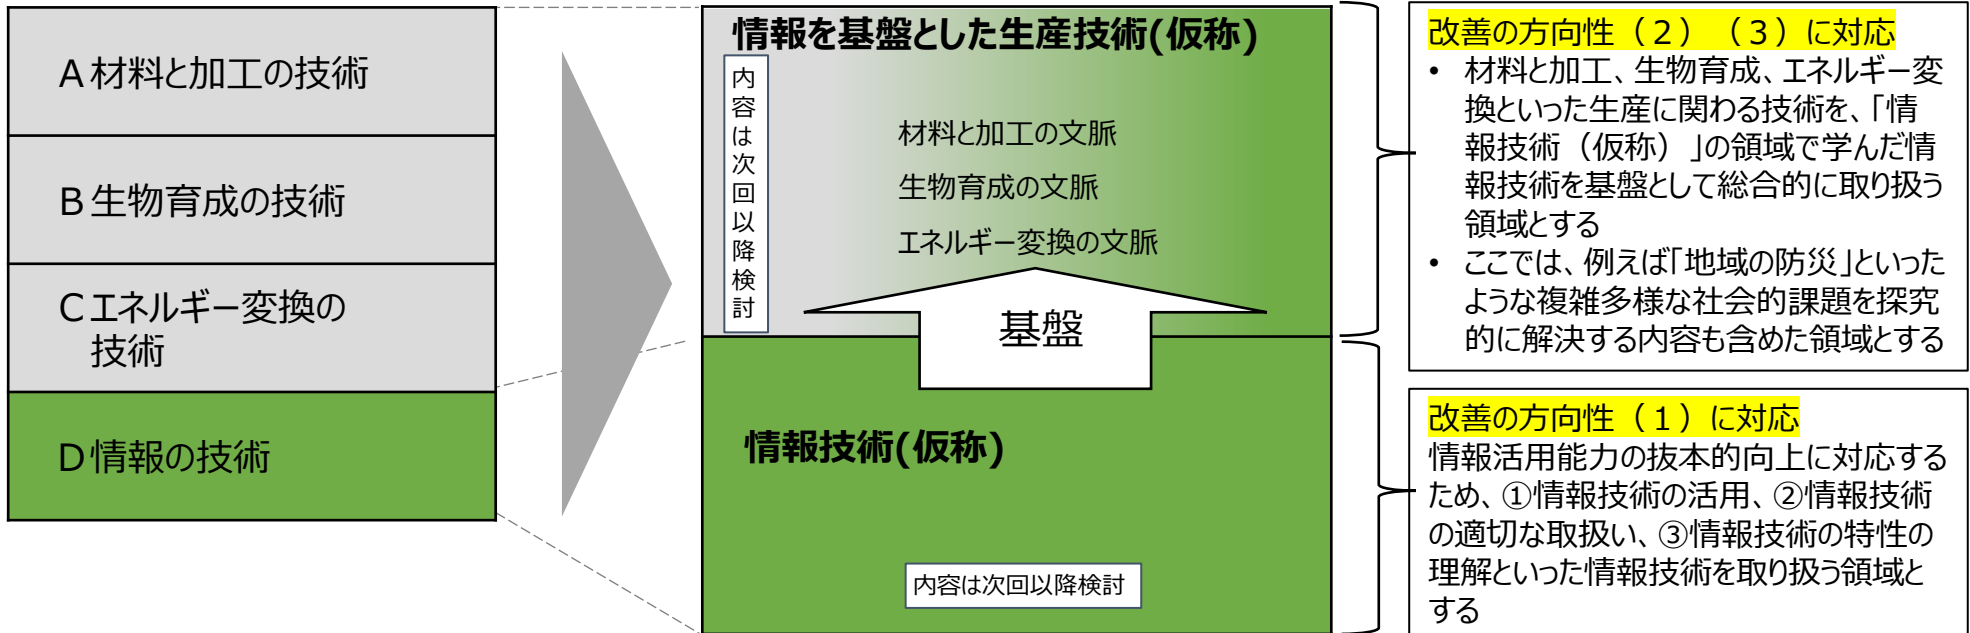 A 材料と加工の技術
B 生物育成の技術
C エネルギー変換の
技術
D 情報の技術
情報を基盤とした生産技術(仮称)
内容は次回以降検討
材料と加工の文脈
生物育成の文脈
エネルギー変換の文脈
基盤
情報技術(仮称)
内容は次回以降検討
改善の方向性（２）（３）に対応
• 材料と加工、生物育成、エネルギー変
換といった生産に関わる技術を、「情
報技術（仮称）」の領域で学んだ情
報技術を基盤として総合的に取り扱う
領域とする
• ここでは、例えば「地域の防災」といった
ような複雑多様な社会的課題を探究
的に解決する内容も含めた領域とする
改善の方向性（１）に対応
情報活用能力の抜本的向上に対応する
ため、①情報技術の活用、②情報技術
の適切な取扱い、③情報技術の特性の
理解といった情報技術を取り扱う領域と
する